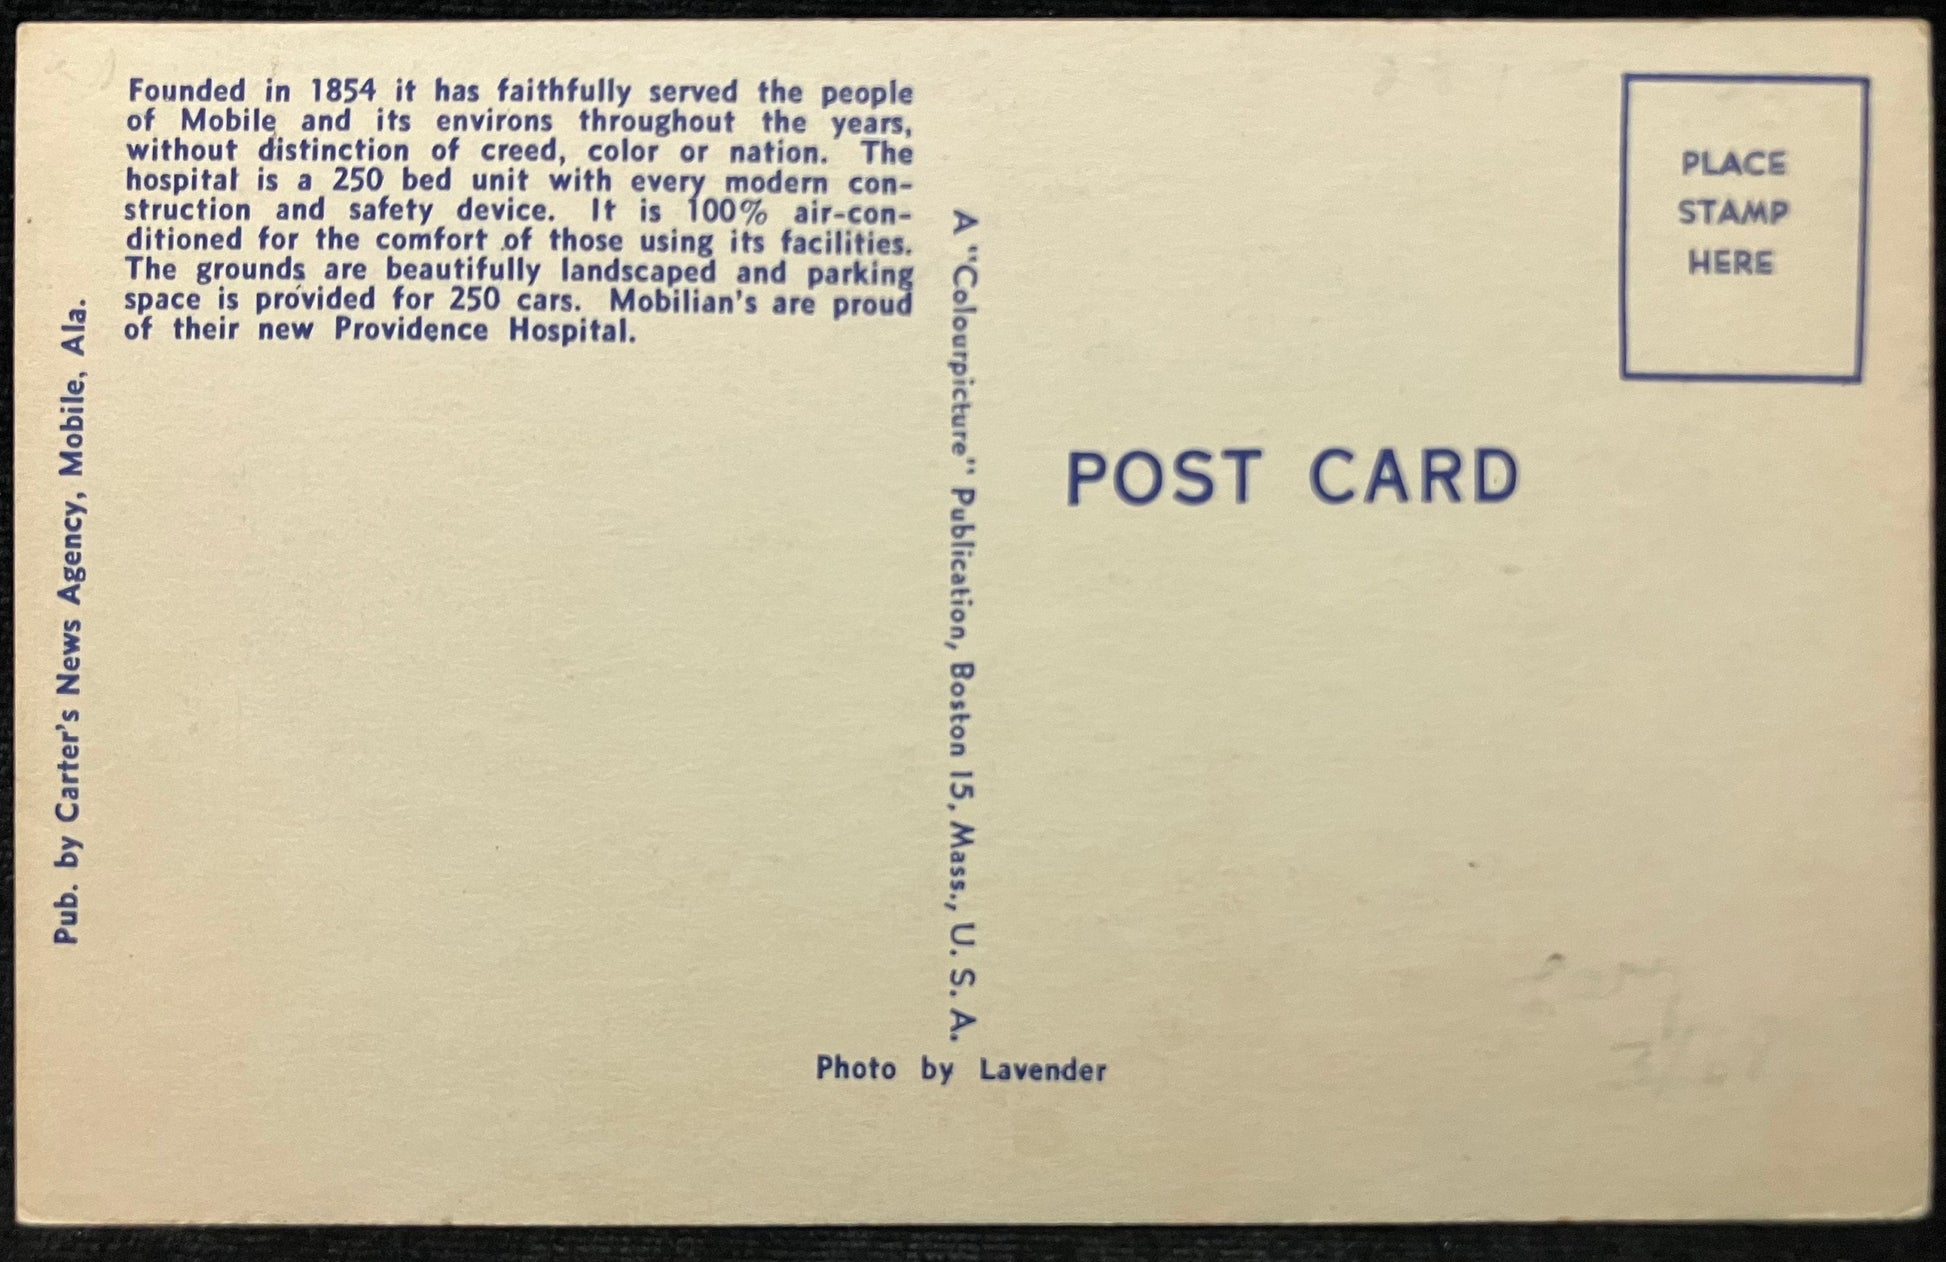 Founded in 1854 it has faithfully served the people
of Mobile and its environs throughout the years,
without distinction of creed, color or nation. The
hospital is a 250 bed unit with every modern con-
struction and safety device. It is 100% air-con-
ditioned for the comfort of those using its facilities.
The grounds are beautifully landscaped and parking
space is provided for 250 cars. Mobilian's are proud
of their new Providence Hospital.
Pub. by Carter's News Agency, Mobile, Ala.
A "Colourpicture" Publication, Boston 15, Mass., U. S. A.
Photo by Lavender
POST CARD
PLACE
STAMP
HERE